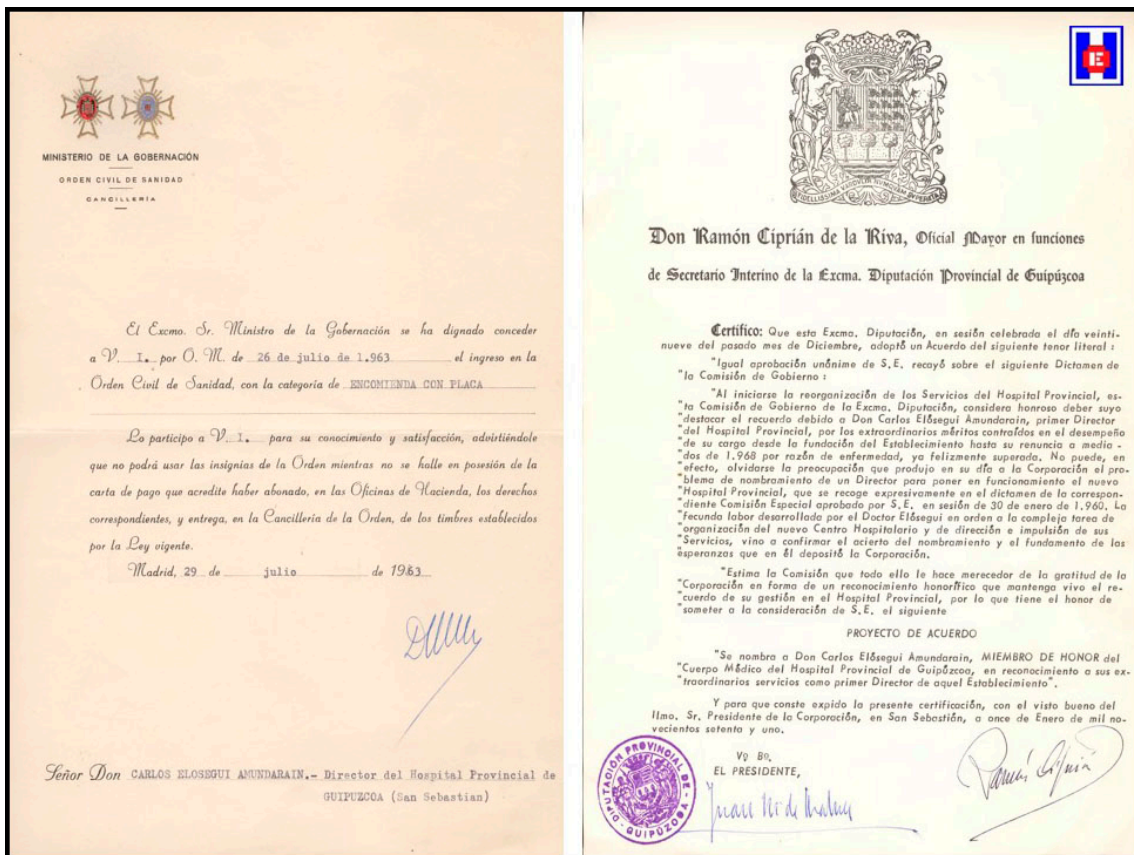 MINISTERIO DE LA GOBERNACIÓN
ORDEN CIVIL DE SANIDAD
CANCILLERÍA
El Excmo. Sr. Ministro de la Gobernación se ha dignado conceder
a V. I. por O. M. de 26 de julio de 1.963 el ingreso en la
Orden Civil de Sanidad, con la categoría de ENCOMIENDA CON PLACA
Lo participo a V. I. para su conocimiento y satisfacción, advirtiéndole
que no podrá usar las insignias de la Orden mientras no se halle en posesión de la
carta de pago que acredite haber abonado, en las Oficinas de Hacienda, los derechos
correspondientes, y entrega, en la Cancillería de la Orden, de los timbres establecidos
por la Ley vigente.
Madrid, 29 de julio de 1963
Señor Don CARLOS ELOSEGUI AMUNDARAIN.- Director del Hospital Provincial de
GUIPUZCOA (San Sebastian)
H E
Don Ramón Ciprián de la Riva, Oficial Mayor en funciones
de Secretario Interino de la Excma. Diputación Provincial de Guipúzcoa
Certifico: Que esta Excma. Diputación, en sesión celebrada el día veinti-
nueve del pasado mes de Diciembre, adoptó un Acuerdo del siguiente tenor literal :
"Igual aprobación unánime de S.E. recayó sobre el siguiente Dictamen de
"la Comisión de Gobierno :
"Al iniciarse la reorganización de los Servicios del Hospital Provincial, es-
"ta Comisión de Gobierno de la Excma. Diputación, considera honroso deber suyo
"destacar el recuerdo debido a Don Carlos Elósegui Amundarain, primer Director
"del Hospital Provincial, por los extraordinarios méritos contraídos en el desempeño
"de su cargo desde la fundación del Establecimiento hasta su renuncia a media -
"dos de 1.968 por razón de enfermedad, ya felizmente superada. No puede, en
"efecto, olvidarse la preocupación que produjo en su día a la Corporación el pro-
"blema de nombramiento de un Director para poner en funcionamiento el nuevo
"Hospital Provincial, que se recoge expresivamente en el dictamen de la correspon-
"diente Comisión Especial aprobado por S.E. en sesión de 30 de enero de 1.960. La
"fecunda labor desarrollada por el Doctor Elósegui en orden a la compleja tarea de
"organización del nuevo Centro Hospitalario y de dirección e impulsión de sus
"Servicios, vino a confirmar el acierto del nombramiento y el fundamento de las
"esperanzas que en él depositó la Corporación.
"Estima la Comisión que todo ello le hace merecedor de la gratitud de la
"Corporación en forma de un reconocimiento honorífico que mantenga vivo el re-
"cuerdo de su gestión en el Hospital Provincial, por lo que tiene el honor de
"someter a la consideración de S.E. el siguiente
PROYECTO DE ACUERDO
"Se nombra a Don Carlos Elósegui Amundarain, MIEMBRO DE HONOR del
"Cuerpo Médico del Hospital Provincial de Guipúzcoa, en reconocimiento a sus ex-
"traordinarios servicios como primer Director de aquel Establecimiento".
Y para que conste expido la presente certificación, con el visto bueno del
Ilmo. Sr. Presidente de la Corporación, en San Sebastián, a once de Enero de mil no-
vecientos setenta y uno.
Vº Bº.
EL PRESIDENTE,
DIPUTACIÓN PROVINCIAL DE GUIPÚZCOA